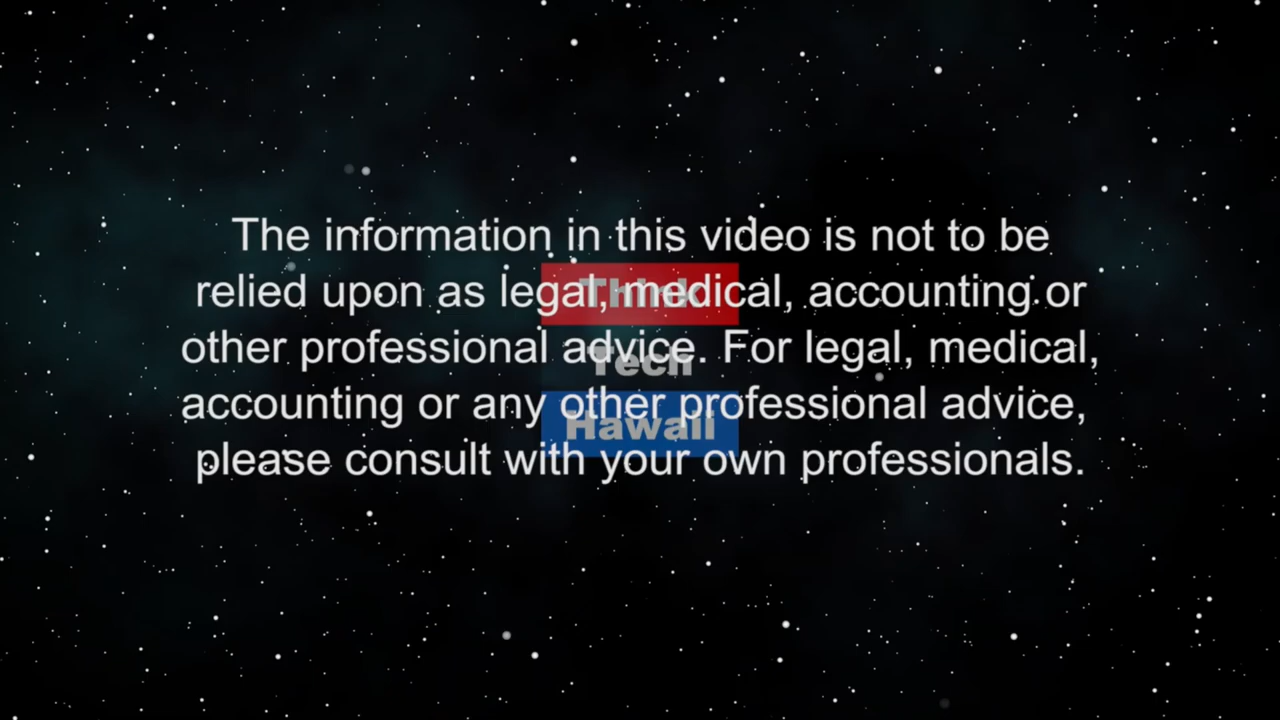 The information in this video is not to be
relied upon as legal, medical, accounting or
other professional advice. For legal, medical,
accounting or any other professional advice,
please consult with your own professionals.
Think
Tech
Hawaii